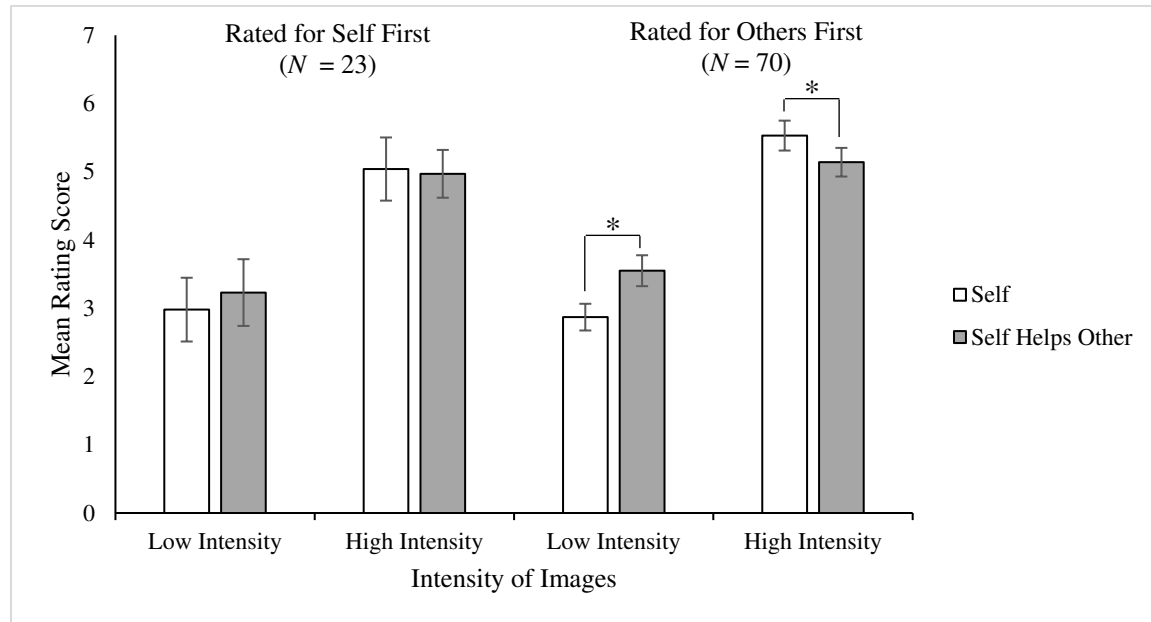 Rated for Self First
(N = 23)
Rated for Others First
(N = 70)
7
6
5
4
3
2
1
0
Mean Rating Score
*
*
Self
Self Helps Other
Low Intensity
High Intensity
Low Intensity
High Intensity
Intensity of Images